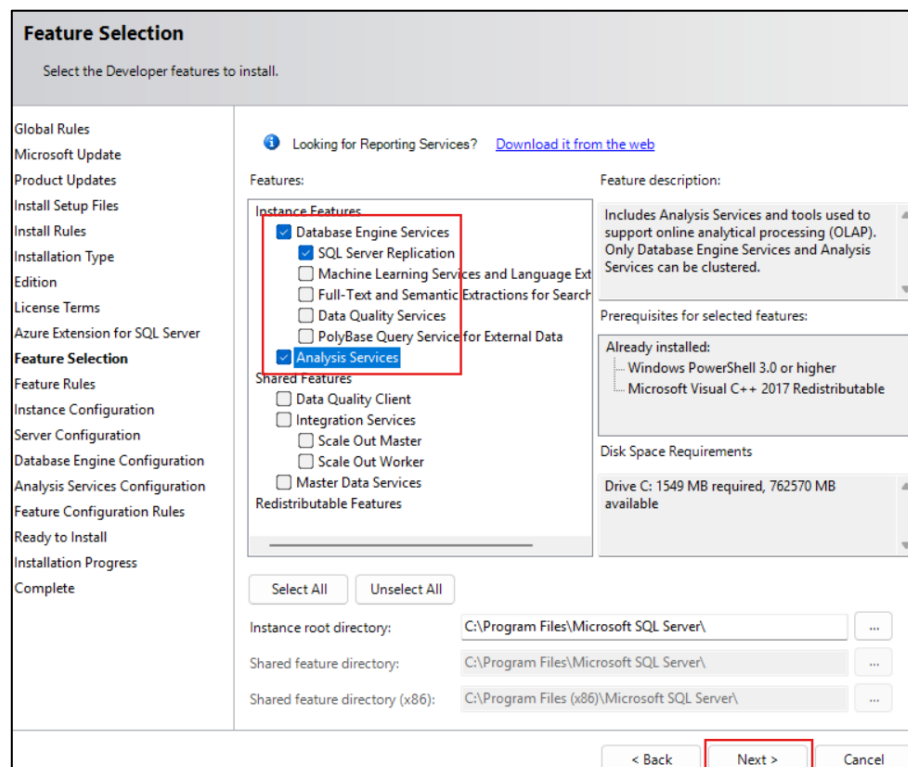 Feature Selection
Select the Developer features to install.
Global Rules
Microsoft Update
Product Updates
Install Setup Files
Install Rules
Installation Type
Edition
License Terms
Azure Extension for SQL Server
Feature Selection
Feature Rules
Instance Configuration
Server Configuration
Database Engine Configuration
Analysis Services Configuration
Feature Configuration Rules
Ready to Install
Installation Progress
Complete
Looking for Reporting Services? Download it from the web
Features:
Instance Features
Database Engine Services
SQL Server Replication
Machine Learning Services and Language Ext
Full-Text and Semantic Extractions for Search
Data Quality Services
PolyBase Query Service for External Data
Analysis Services
Shared Features
Data Quality Client
Integration Services
Scale Out Master
Scale Out Worker
Master Data Services
Redistributable Features
Feature description:
Includes Analysis Services and tools used to
support online analytical processing (OLAP).
Only Database Engine Services and Analysis
Services can be clustered.
Prerequisites for selected features:
Already installed:
Windows PowerShell 3.0 or higher
Microsoft Visual C++ 2017 Redistributable
Disk Space Requirements
Drive C: 1549 MB required, 762570 MB
available
Select All
Unselect All
Instance root directory: C:\Program Files\Microsoft SQL Server\ ...
Shared feature directory: C:\Program Files\Microsoft SQL Server\ ...
Shared feature directory (x86): C:\Program Files (x86)\Microsoft SQL Server\ ...
< Back
Next >
Cancel